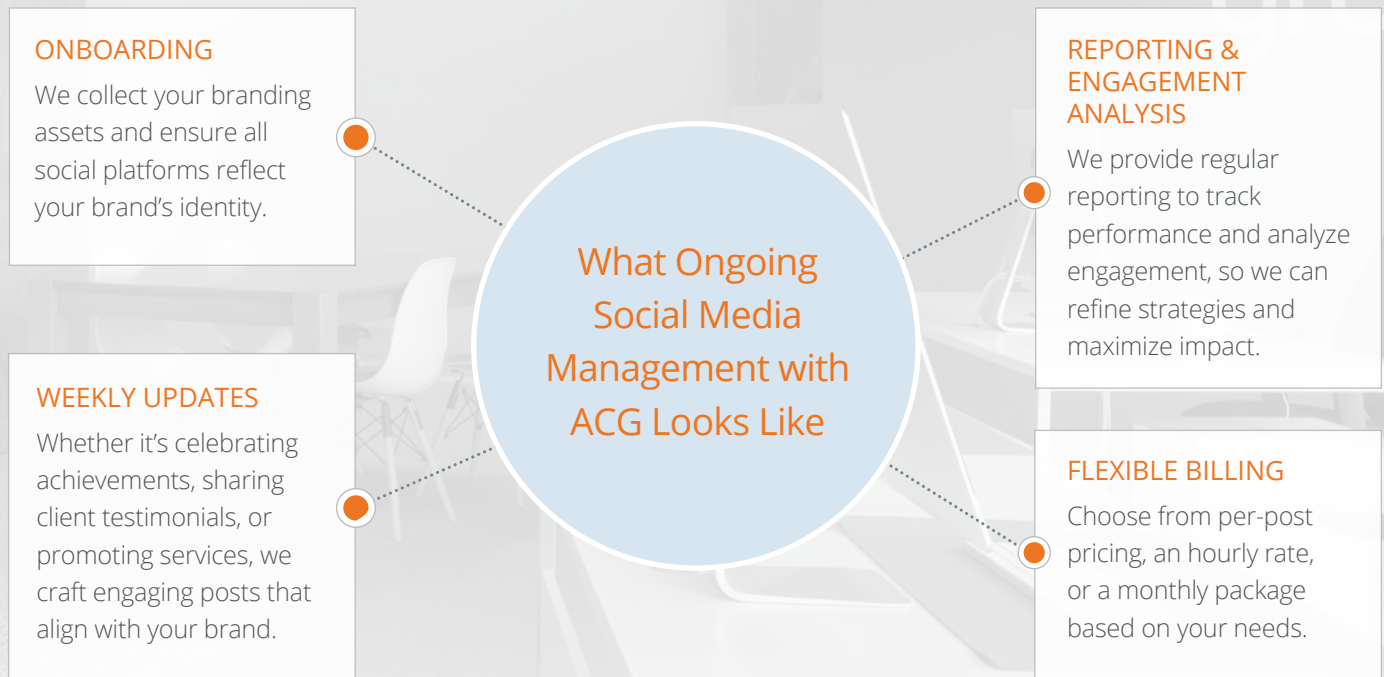 ONBOARDING
We collect your branding
assets and ensure all
social platforms reflect
your brand’s identity.
WEEKLY UPDATES
Whether it’s celebrating
achievements, sharing
client testimonials, or
promoting services, we
craft engaging posts that
align with your brand.
What Ongoing
Social Media
Management with
ACG Looks Like
REPORTING &
ENGAGEMENT
ANALYSIS
We provide regular
reporting to track
performance and analyze
engagement, so we can
refine strategies and
maximize impact.
FLEXIBLE BILLING
Choose from per-post
pricing, an hourly rate,
or a monthly package
based on your needs.